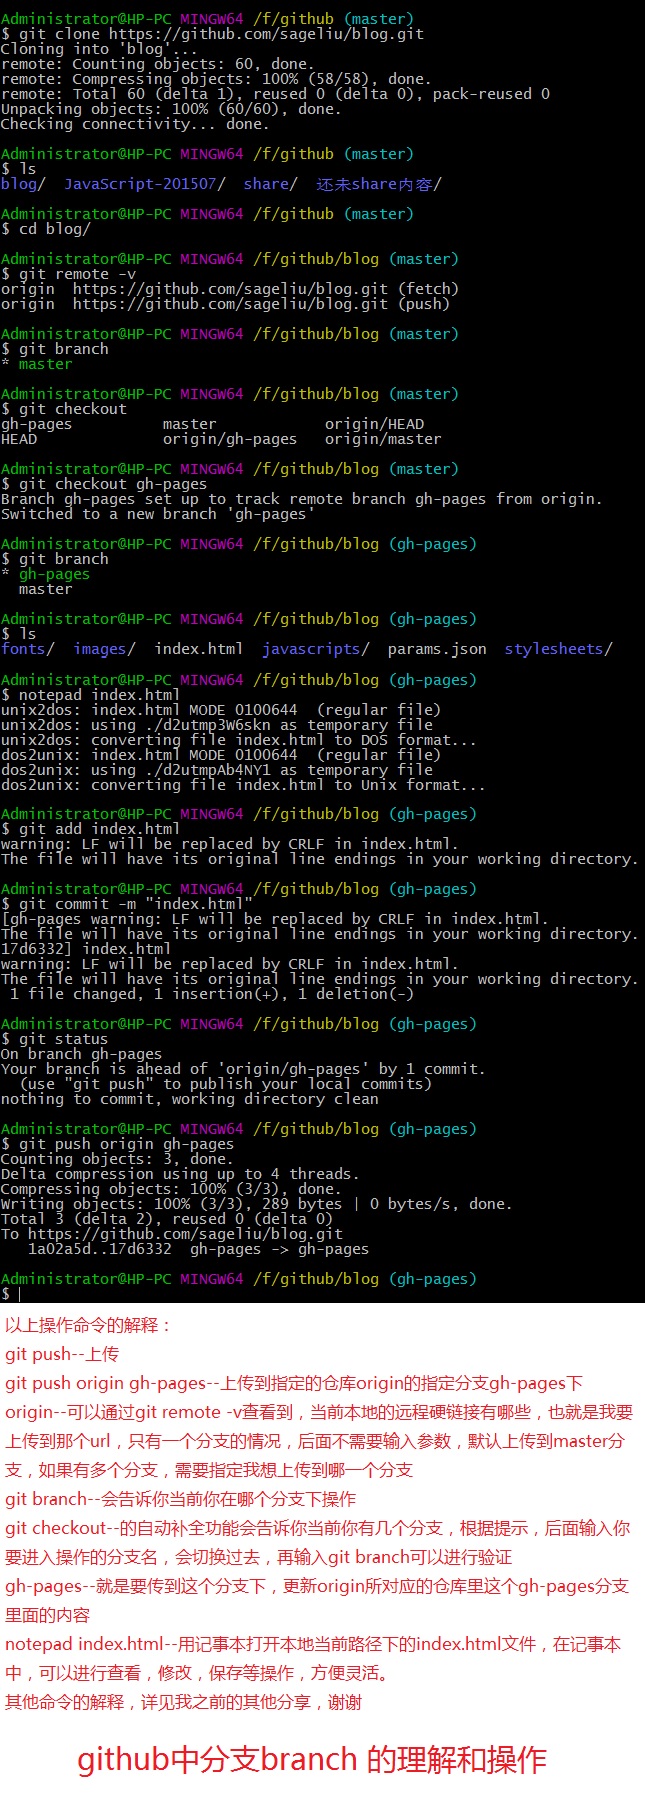 Administrator@HP-PC MINGW64 /f/github (master)
$ git clone https://github.com/sageliu/blog.git
Cloning into 'blog'...
remote: Counting objects: 60, done.
remote: Compressing objects: 100% (58/58), done.
remote: Total 60 (delta 1), reused 0 (delta 0), pack-reused 0
Unpacking objects: 100% (60/60), done.
Checking connectivity... done.
Administrator@HP-PC MINGW64 /f/github (master)
$ ls
blog/  JavaScript-201507/  share/  还未share内容/
Administrator@HP-PC MINGW64 /f/github (master)
$ cd blog/
Administrator@HP-PC MINGW64 /f/github/blog (master)
$ git remote -v
origin  https://github.com/sageliu/blog.git (fetch)
origin  https://github.com/sageliu/blog.git (push)
Administrator@HP-PC MINGW64 /f/github/blog (master)
$ git branch
* master
Administrator@HP-PC MINGW64 /f/github/blog (master)
$ git checkout
gh-pages          master            origin/HEAD
HEAD              origin/gh-pages   origin/master
Administrator@HP-PC MINGW64 /f/github/blog (master)
$ git checkout gh-pages
Branch gh-pages set up to track remote branch gh-pages from origin.
Switched to a new branch 'gh-pages'
Administrator@HP-PC MINGW64 /f/github/blog (gh-pages)
$ git branch
* gh-pages
  master
Administrator@HP-PC MINGW64 /f/github/blog (gh-pages)
$ ls
fonts/  images/  index.html  javascripts/  params.json  stylesheets/
Administrator@HP-PC MINGW64 /f/github/blog (gh-pages)
$ notepad index.html
unix2dos: index.html MODE 0100644  (regular file)
unix2dos: using ./d2utmp3W6skn as temporary file
unix2dos: converting file index.html to DOS format...
dos2unix: index.html MODE 0100644  (regular file)
dos2unix: using ./d2utmpAb4NY1 as temporary file
dos2unix: converting file index.html to Unix format...
Administrator@HP-PC MINGW64 /f/github/blog (gh-pages)
$ git add index.html
warning: LF will be replaced by CRLF in index.html.
The file will have its original line endings in your working directory.
Administrator@HP-PC MINGW64 /f/github/blog (gh-pages)
$ git commit -m "index.html"
[gh-pages warning: LF will be replaced by CRLF in index.html.
The file will have its original line endings in your working directory.
17d6332] index.html
warning: LF will be replaced by CRLF in index.html.
The file will have its original line endings in your working directory.
 1 file changed, 1 insertion(+), 1 deletion(-)
Administrator@HP-PC MINGW64 /f/github/blog (gh-pages)
$ git status
On branch gh-pages
Your branch is ahead of 'origin/gh-pages' by 1 commit.
  (use "git push" to publish your local commits)
nothing to commit, working directory clean
Administrator@HP-PC MINGW64 /f/github/blog (gh-pages)
$ git push origin gh-pages
Counting objects: 3, done.
Delta compression using up to 4 threads.
Compressing objects: 100% (3/3), done.
Writing objects: 100% (3/3), 289 bytes | 0 bytes/s, done.
Total 3 (delta 2), reused 0 (delta 0)
To https://github.com/sageliu/blog.git
   1a02a5d..17d6332  gh-pages -> gh-pages
Administrator@HP-PC MINGW64 /f/github/blog (gh-pages)
$
以上操作命令的解释：
git push--上传
git push origin gh-pages--上传到指定的仓库origin的指定分支gh-pages下
origin--可以通过git remote -v查看到，当前本地的远程硬链接有哪些，也就是我要
上传到那个url，只有一个分支的情况，后面不需要输入参数，默认上传到master分
支，如果有多个分支，需要指定我想上传到哪一个分支
git branch--会告诉你当前你在哪个分支下操作
git checkout--的自动补全功能会告诉你当前你有几个分支，根据提示，后面输入你
要进入操作的分支名，会切换过去，再输入git branch可以进行验证
gh-pages--就是要传到这个分支下，更新origin所对应的仓库里这个gh-pages分支
里面的内容
notepad index.html--用记事本打开本地当前路径下的index.html文件，在记事本
中，可以进行查看，修改，保存等操作，方便灵活。
其他命令的解释，详见我之前的其他分享，谢谢
github中分支branch 的理解和操作